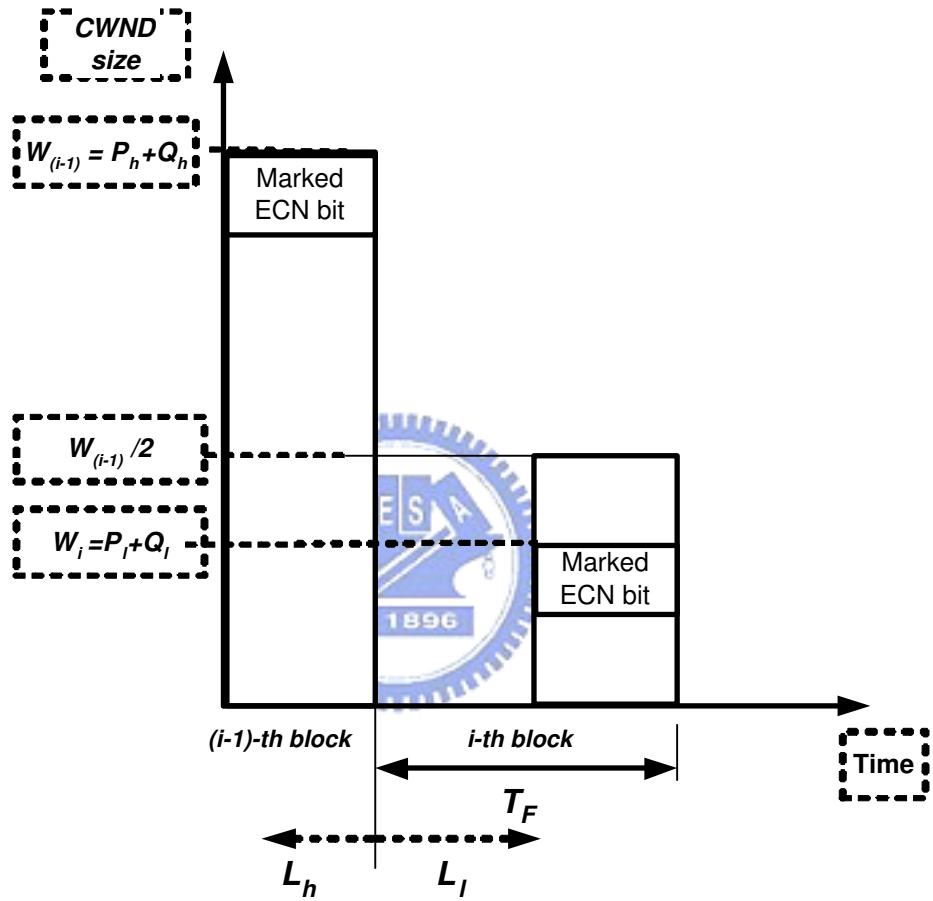 CWND
size
W(i-1) = Ph+Qh
Marked
ECN bit
W(i-1) /2
Wi =Pl+Ql
Marked
ECN bit
E S A
1896
(i-1)-th block
i-th block
Time
TF
Lh
Ll